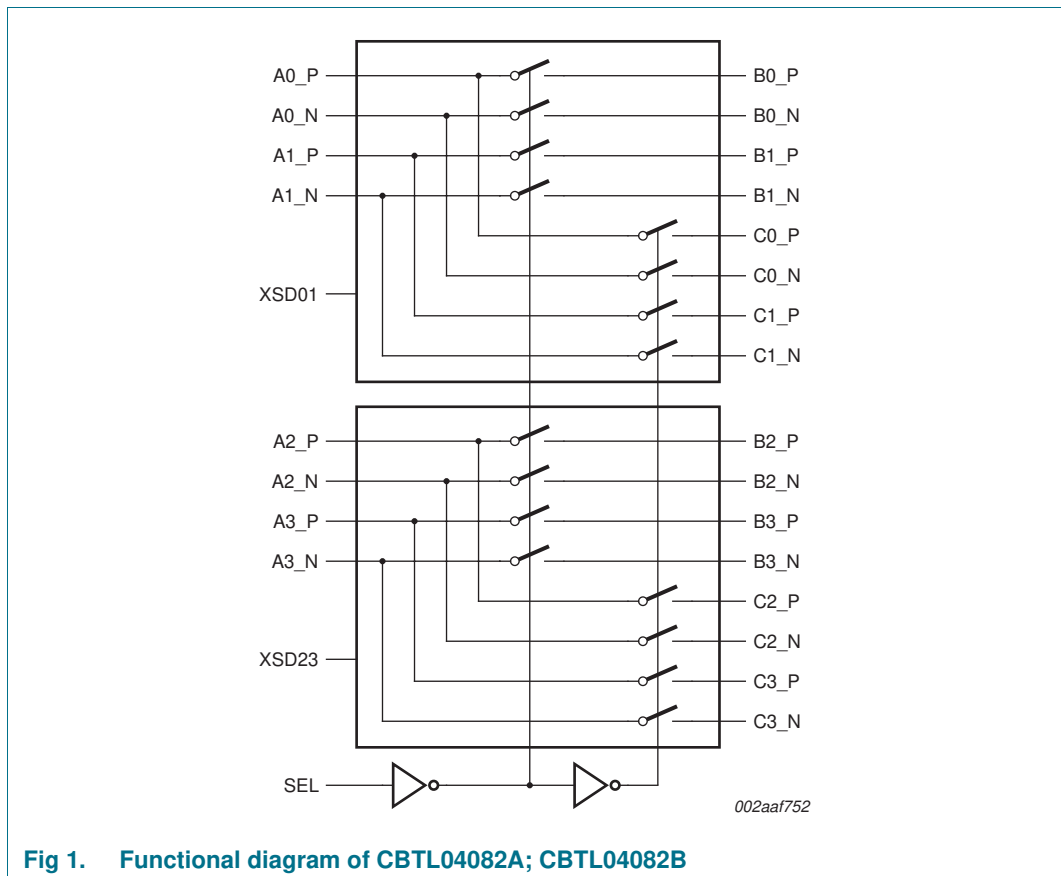 A0_P B0_P
A0_N B0_N
A1_P B1_P
A1_N B1_N
C0_P
C0_N
XSD01
C1_P
C1_N
A2_P B2_P
A2_N B2_N
A3_P B3_P
A3_N B3_N
C2_P
C2_N
XSD23
C3_P
C3_N
SEL
002aaf752
Fig 1. Functional diagram of CBTL04082A; CBTL04082B